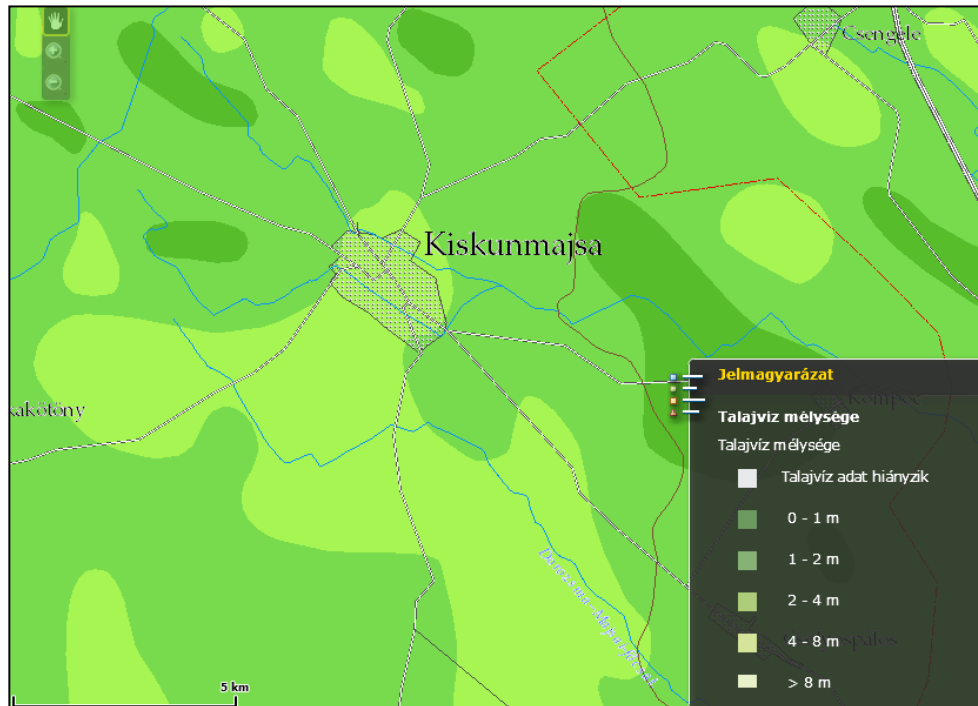 Csengele
Kiskunmajsa
Jelmagyarázat
Kömpöc
Talajvíz mélysége
Talajvíz mélysége
Talajvíz adat hiányzik
0 - 1 m
1 - 2 m
2 - 4 m
4 - 8 m
> 8 m
5 km